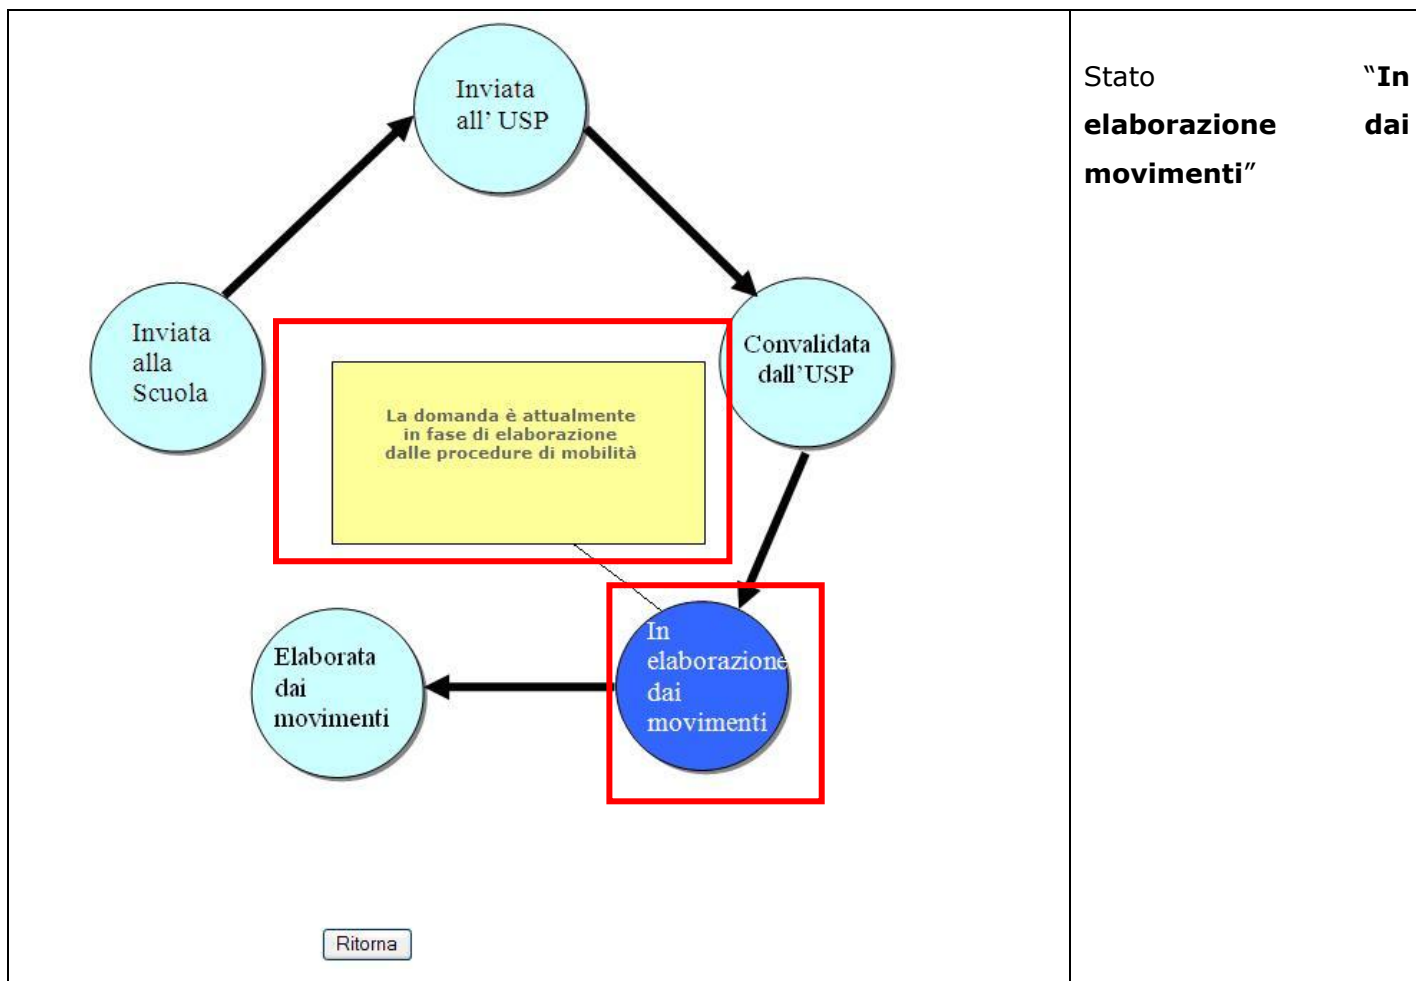 Inviata
all' USP
Inviata
alla
Scuola
Convalidata
dall'USP
La domanda è attualmente
in fase di elaborazione
dalle procedure di mobilità
In
elaborazione
dai
movimenti
Elaborata
dai
movimenti
Ritorna
Stato “In
elaborazione dai
movimenti”